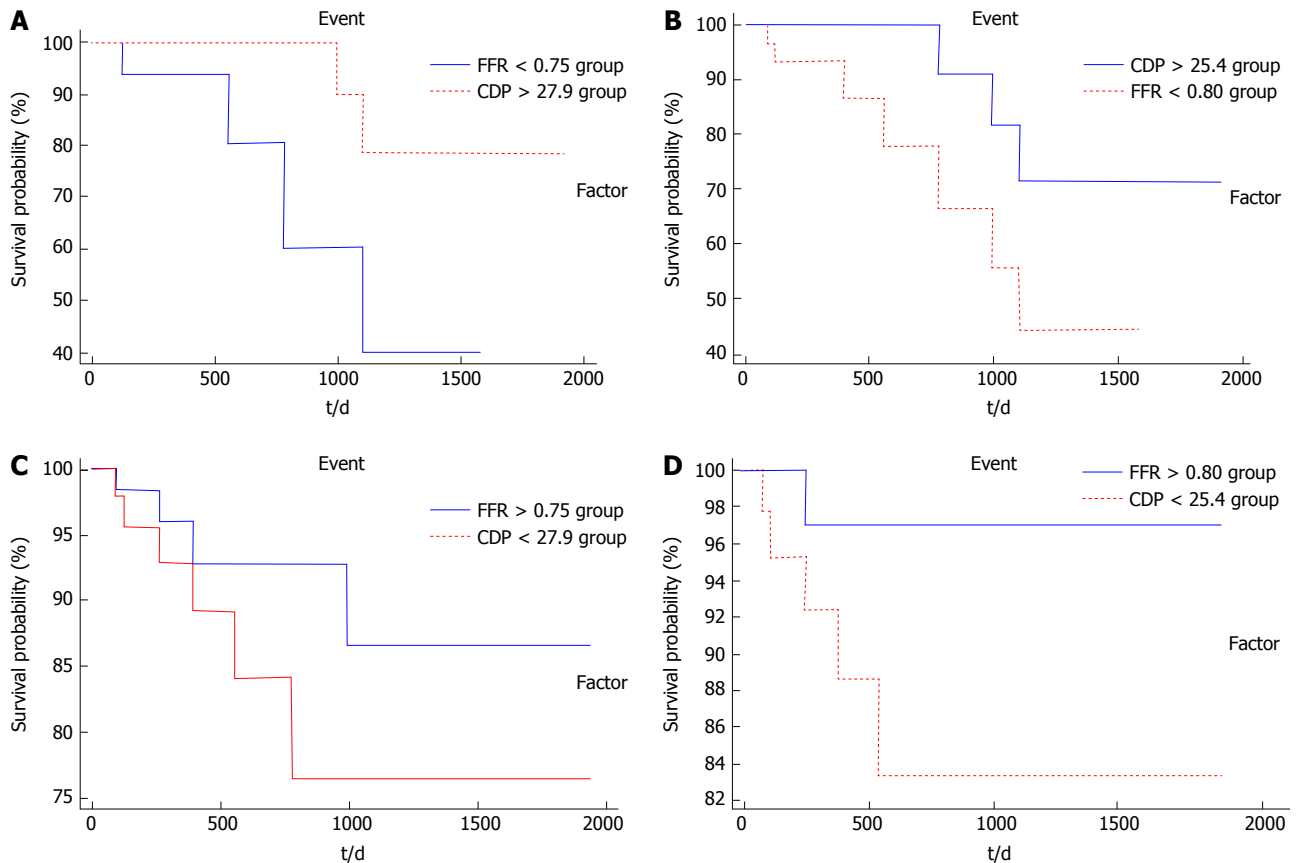 A
Event
100
90
80
70
60
50
40
Survival probability (%)
FFR < 0.75 group
CDP > 27.9 group
Factor
0 500 1000 1500 2000
t/d
B
Event
100
90
80
70
60
50
40
Survival probability (%)
CDP > 25.4 group
FFR < 0.80 group
Factor
0 500 1000 1500 2000
t/d
C
Event
100
95
90
85
80
75
Survival probability (%)
FFR > 0.75 group
CDP < 27.9 group
Factor
0 500 1000 1500 2000
t/d
D
Event
100
98
96
94
92
90
88
86
84
83
82
Survival probability (%)
FFR > 0.80 group
CDP < 25.4 group
Factor
0 500 1000 1500 2000
t/d